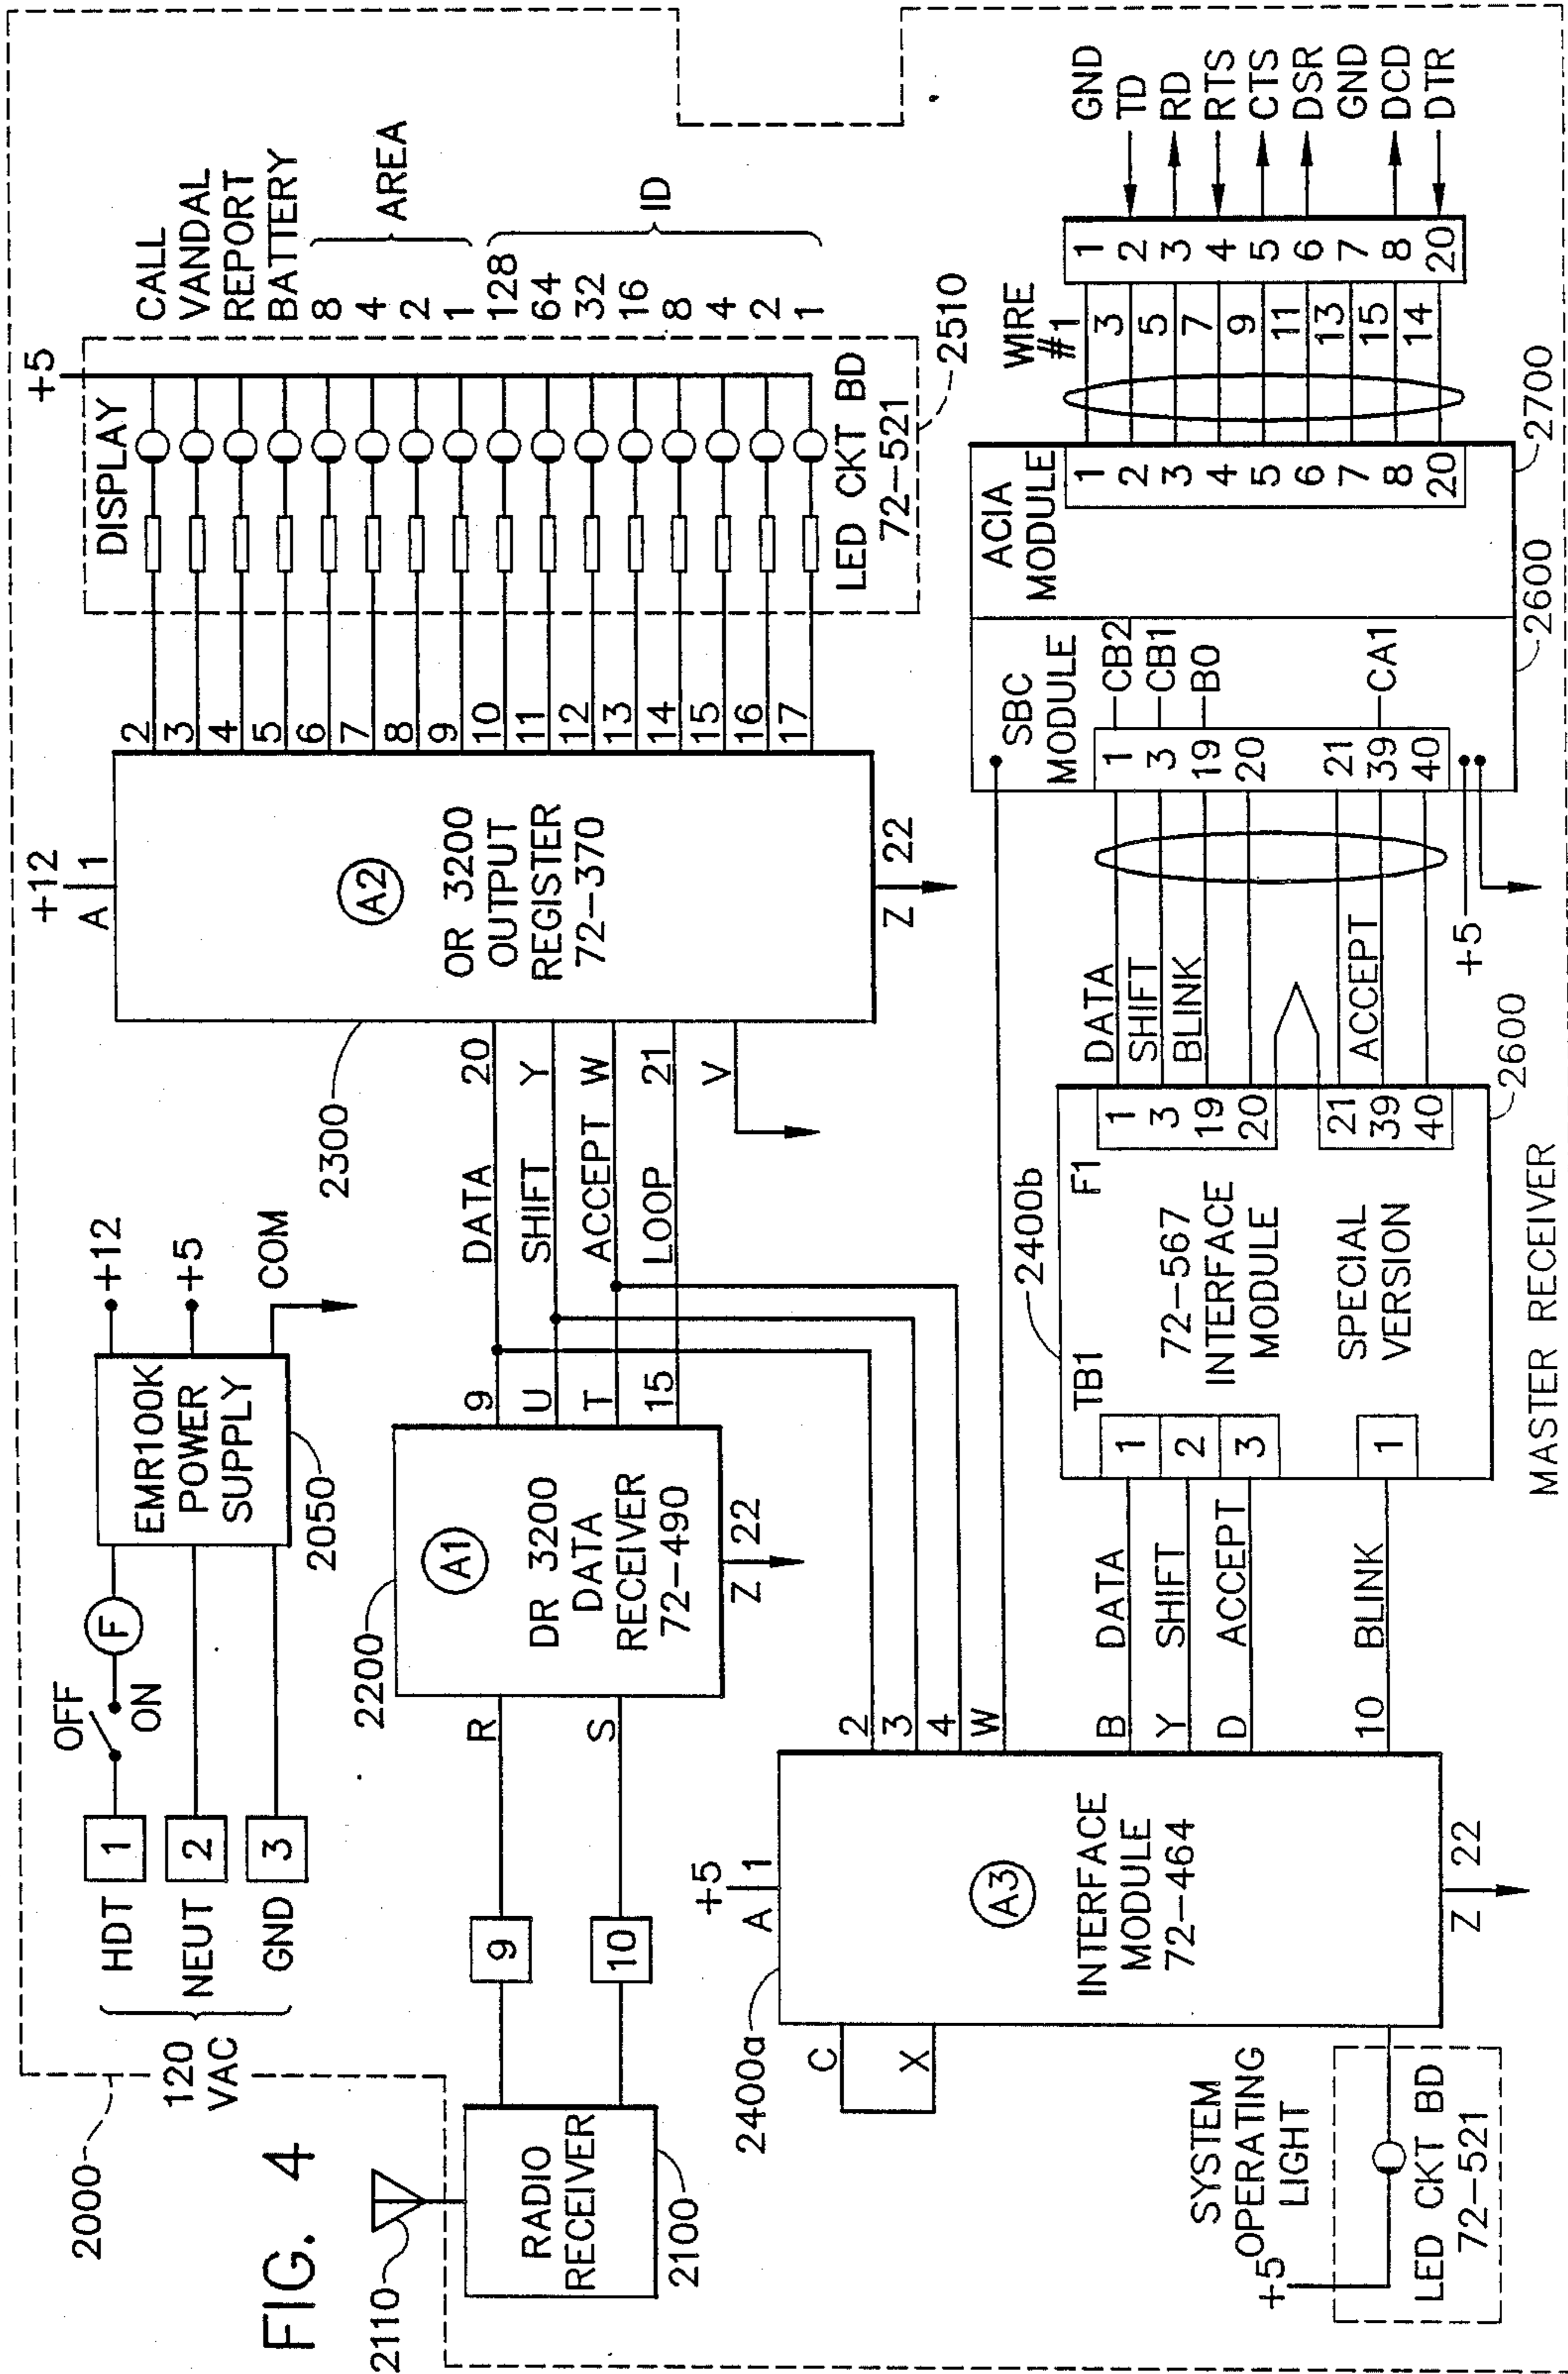 FIG. 4
2000
120
VAC
HDT
NEUT
GND
1
2
3
OFF
ON
F
EMR100K
POWER
SUPPLY
2050
+12
+5
COM
2110
RADIO
RECEIVER
2100
9
10
R
S
2200
A1
DR 3200
DATA
RECEIVER
72-490
Z 22
9 DATA 20
U SHIFT Y
T ACCEPT W
15 LOOP 21
V
2300
+12
A 1
A2
OR 3200
OUTPUT
REGISTER
72-370
Z 22
2
3
4
5
6
7
8
9
10
11
12
13
14
15
16
17
+5
DISPLAY
LED CKT BD
72-521
2510
CALL
VANDAL
REPORT
BATTERY
8
4
2
1
AREA
128
64
32
16
8
4
2
1
ID
2400a
C
X
+5
A 1
A3
INTERFACE
MODULE
72-464
Z 22
2
3
4
W
B DATA
Y SHIFT
D ACCEPT
10 BLINK
SYSTEM
OPERATING
LIGHT
+5
LED CKT BD
72-521
2400b
TB1 F1
1
2
3
1
72-567
INTERFACE
MODULE
SPECIAL
VERSION
1
3
19
20
21
39
40
2600
DATA
SHIFT
BLINK
ACCEPT
+5
SBC
MODULE
1 CB2
3 CB1
19 B0
20
21
39 CA1
40
2600
ACIA
MODULE
1
2
3
4
5
6
7
8
20
2700
WIRE
#1
3
5
7
9
11
13
15
14
1
2
3
4
5
6
7
8
20
GND
TD
RD
RTS
CTS
DSR
GND
DCD
DTR
MASTER RECEIVER